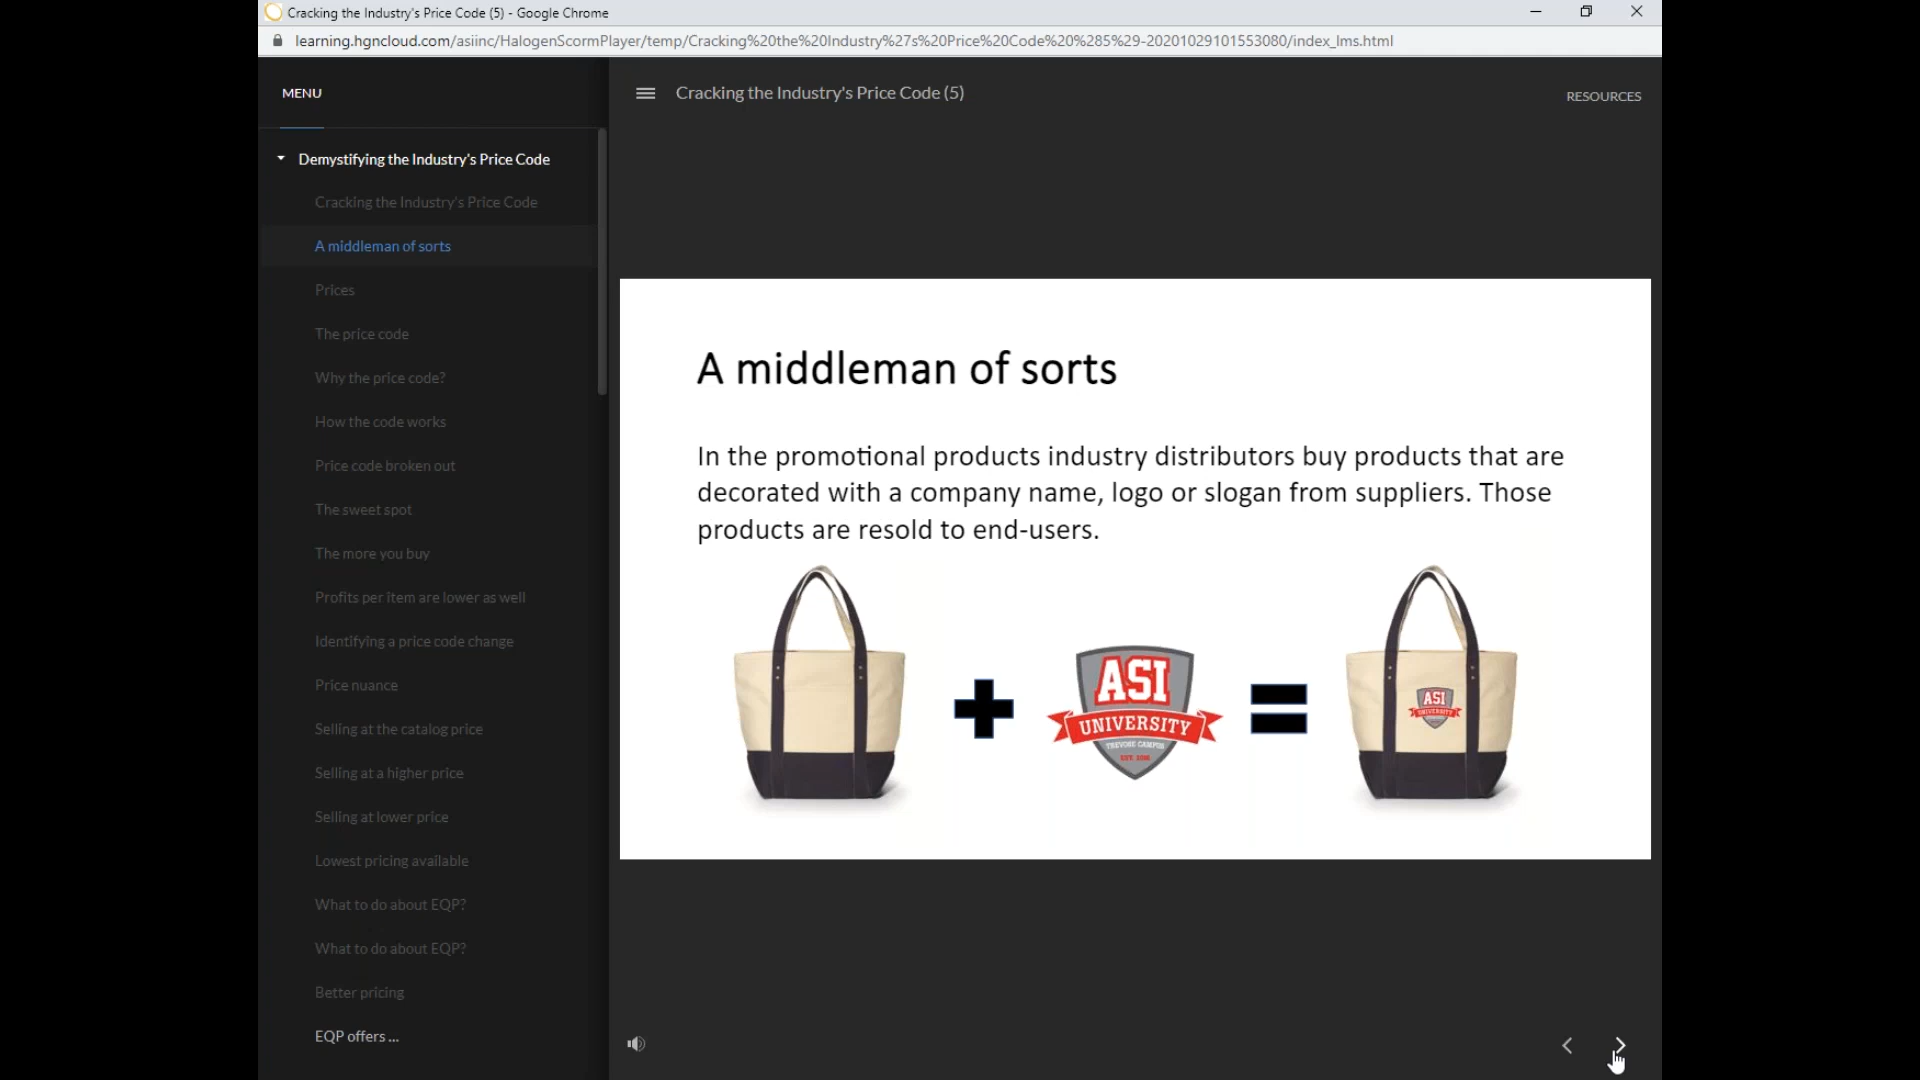 Cracking the Industry's Price Code (5) - Google Chrome
learning.hgncloud.com/asiinc/HalogenScormPlayer/temp/Cracking%20the%20Industry%27s%20Price%20Code%20%285%29-20201029101553080/index_lms.html
MENU
Cracking the Industry's Price Code (5)
RESOURCES
Demystifying the Industry's Price Code
Cracking the Industry's Price Code
A middleman of sorts
Prices
The price code
Why the price code?
How the code works
Price code broken out
The sweet spot
The more you buy
Profits per item are lower as well
Identifying a price code change
Price nuance
Selling at the catalog price
Selling at a higher price
Selling at lower price
Lowest pricing available
What to do about EQP?
What to do about EQP?
Better pricing
EQP offers ...
A middleman of sorts
In the promotional products industry distributors buy products that are
decorated with a company name, logo or slogan from suppliers. Those
products are resold to end-users.
ASI
UNIVERSITY
TREVOSE CAMPUS
ASI
UNIVERSITY